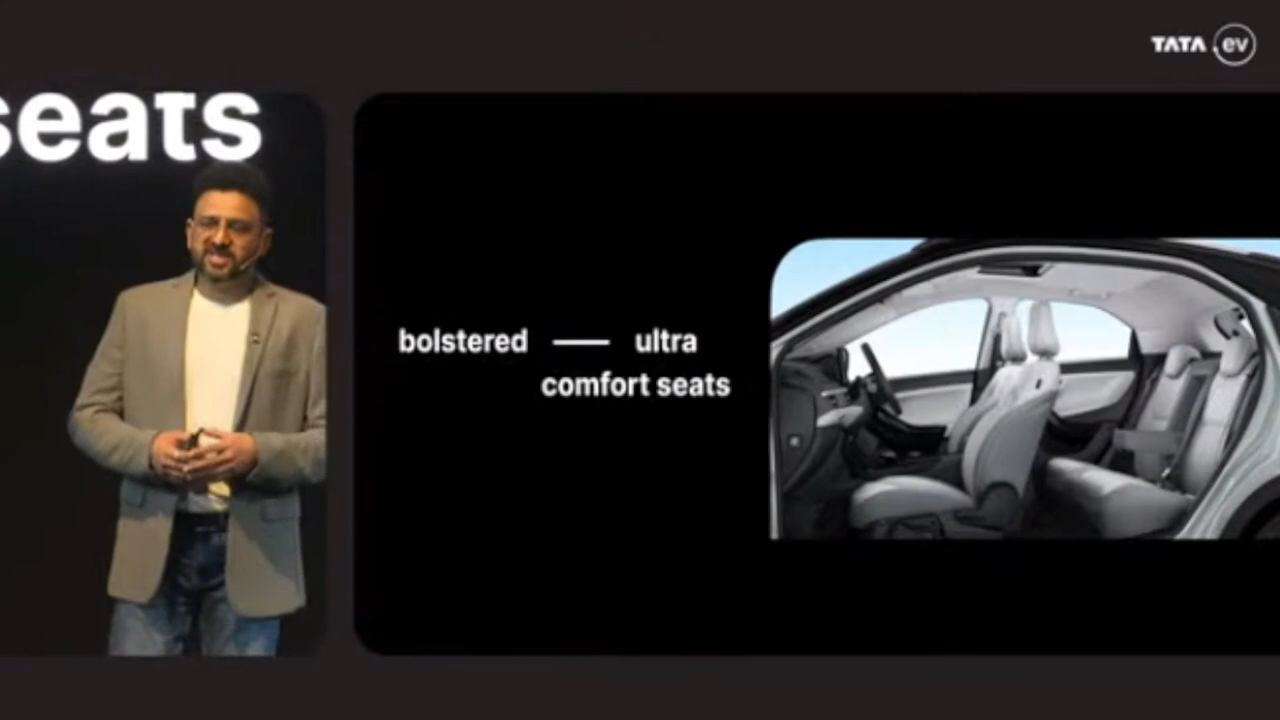 TATA .ev
seats
bolstered — ultra
comfort seats